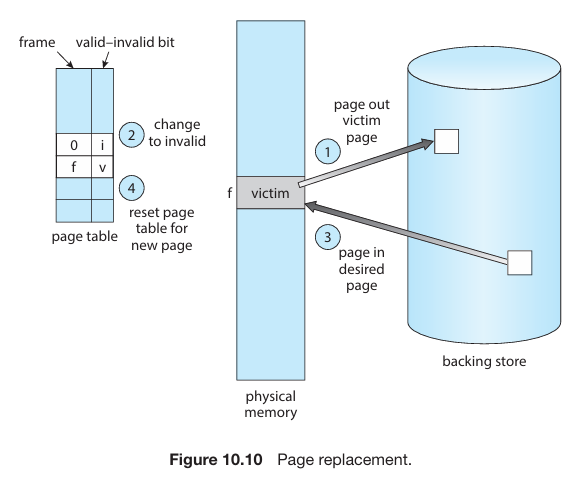 frame
valid–invalid bit
0 i
f v
2
change
to invalid
4
reset page
table for
new page
page table
f
victim
physical
memory
1
page out
victim
page
3
page in
desired
page
backing store
Figure 10.10 Page replacement.